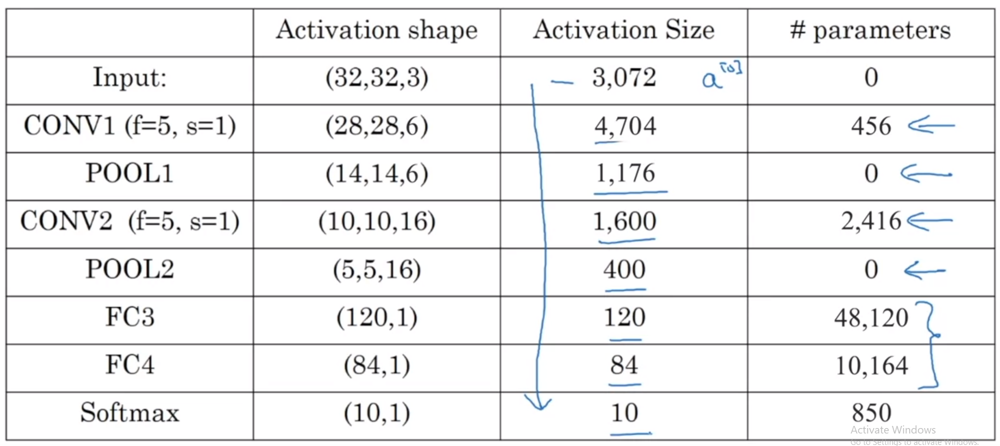 Activation shape Activation Size # parameters
Input: (32,32,3) — 3,072 a^[0] 0
CONV1 (f=5, s=1) (28,28,6) 4,704 456 ←
POOL1 (14,14,6) 1,176 0 ←
CONV2 (f=5, s=1) (10,10,16) 1,600 2,416 ←
POOL2 (5,5,16) 400 0 ←
FC3 (120,1) 120 48,120
FC4 (84,1) 84 10,164
Softmax (10,1) 10 850
Activate Windows
Go to Settings to activate Windows.